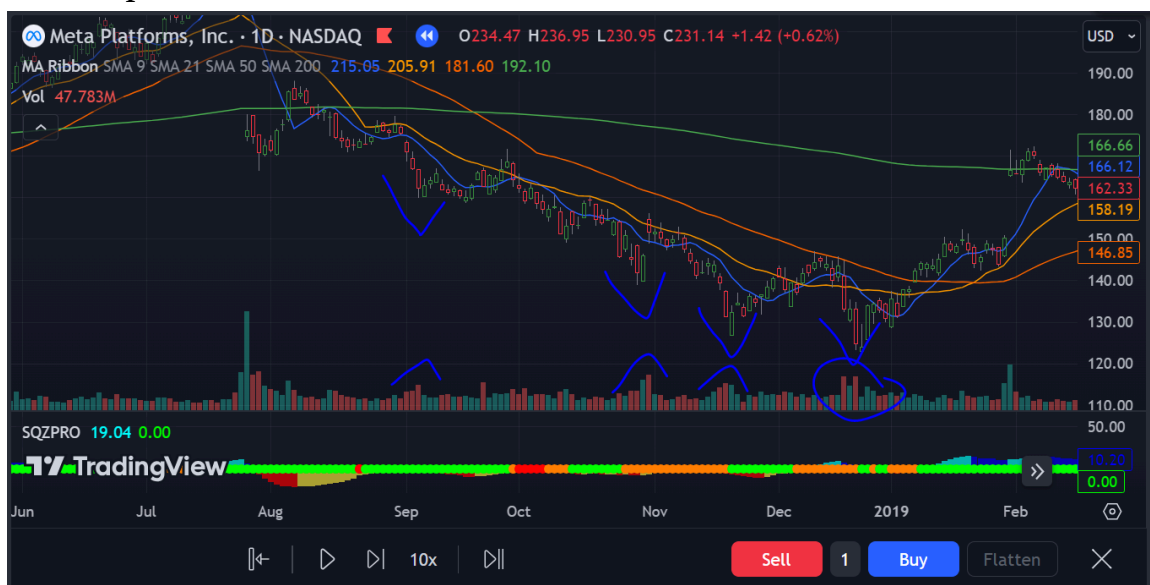 Meta Platforms, Inc. · 1D · NASDAQ O234.47 H236.95 L230.95 C231.14 +1.42 (+0.62%) USD
MA Ribbon SMA 9 SMA 21 SMA 50 SMA 200 215.05 205.91 181.60 192.10
190.00
Vol 47.783M
180.00
166.66
166.12
162.33
158.19
150.00
146.85
140.00
130.00
120.00
110.00
SQZPRO 19.04 0.00
50.00
TradingView
10.20
0.00
Jun Jul Aug Sep Oct Nov Dec 2019 Feb
10x Sell 1 Buy Flatten